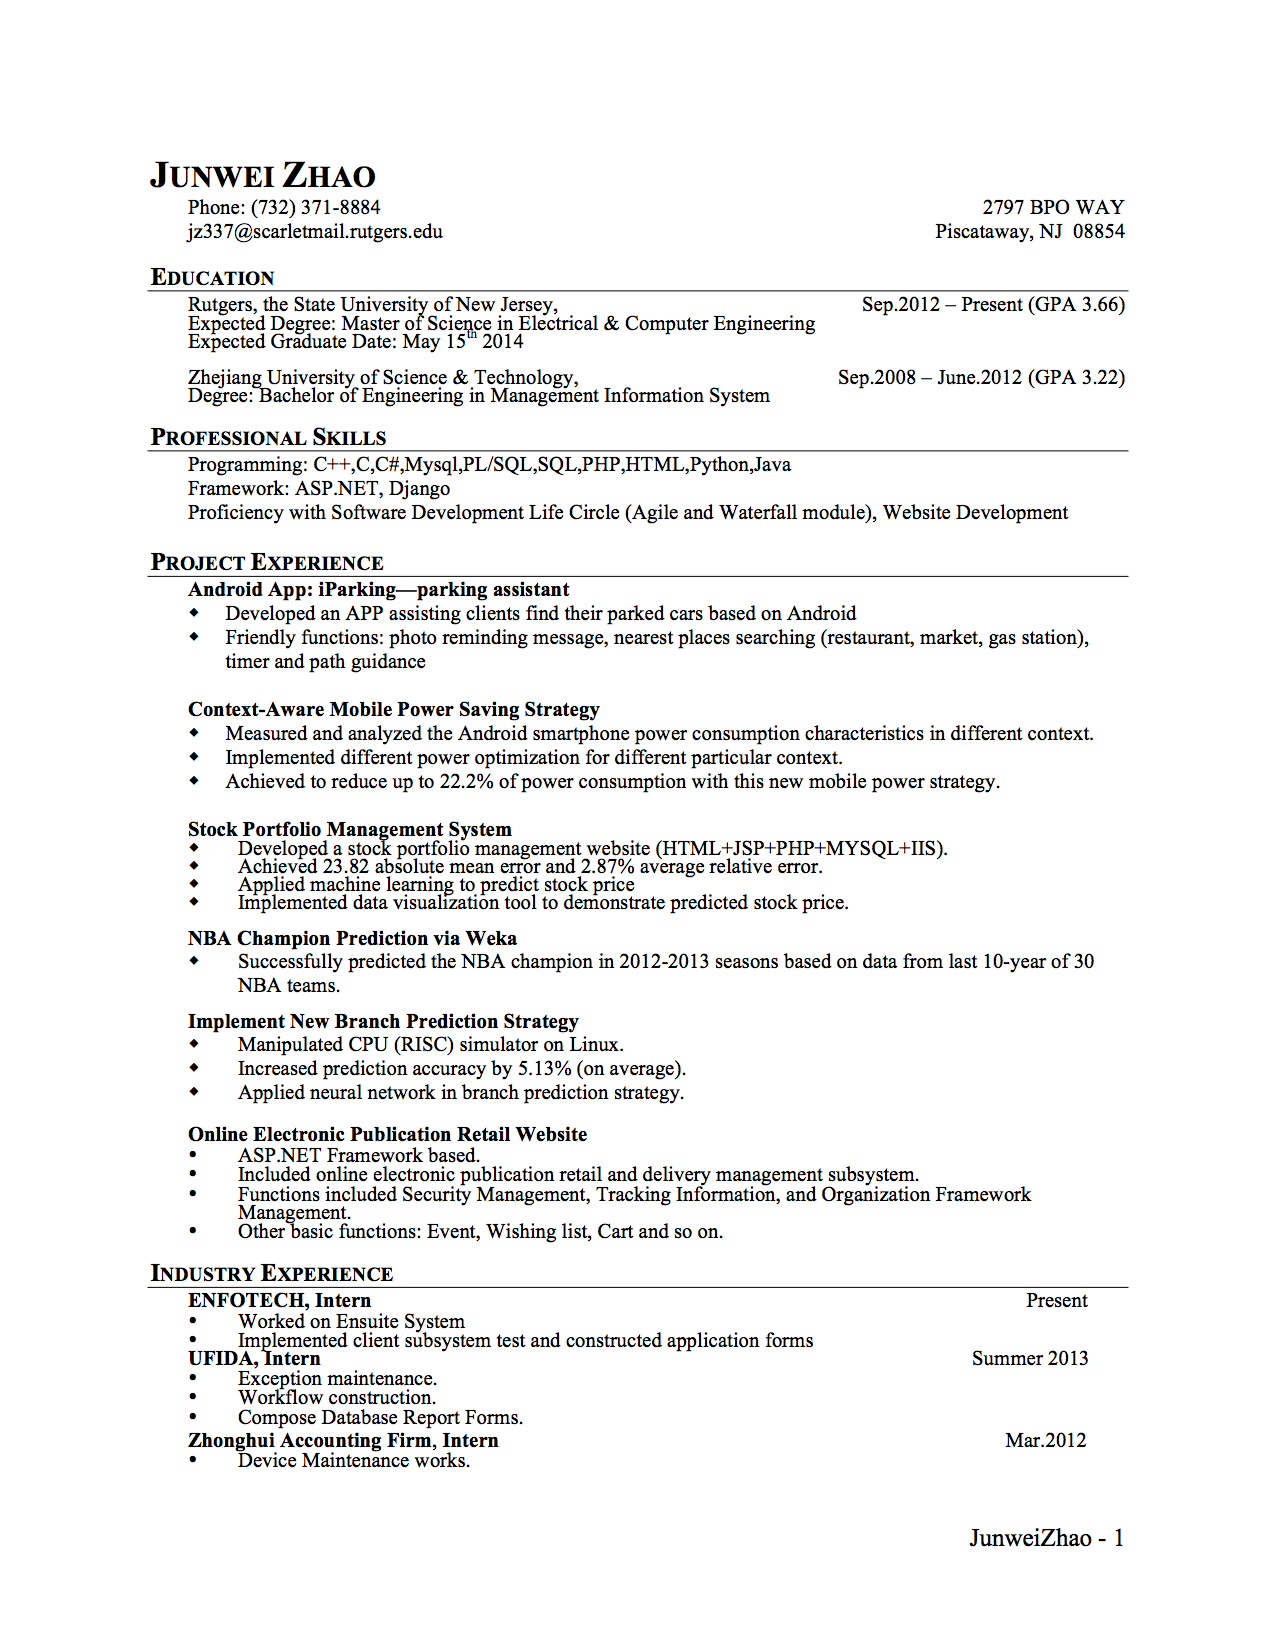 JUNWEI ZHAO
Phone: (732) 371-8884 2797 BPO WAY
jz337@scarletmail.rutgers.edu Piscataway, NJ 08854
EDUCATION
Rutgers, the State University of New Jersey, Sep.2012 – Present (GPA 3.66)
Expected Degree: Master of Science in Electrical & Computer Engineering
Expected Graduate Date: May 15th 2014
Zhejiang University of Science & Technology, Sep.2008 – June.2012 (GPA 3.22)
Degree: Bachelor of Engineering in Management Information System
PROFESSIONAL SKILLS
Programming: C++,C,C#,Mysql,PL/SQL,SQL,PHP,HTML,Python,Java
Framework: ASP.NET, Django
Proficiency with Software Development Life Circle (Agile and Waterfall module), Website Development
PROJECT EXPERIENCE
Android App: iParking—parking assistant
◆ Developed an APP assisting clients find their parked cars based on Android
◆ Friendly functions: photo reminding message, nearest places searching (restaurant, market, gas station),
timer and path guidance
Context-Aware Mobile Power Saving Strategy
◆ Measured and analyzed the Android smartphone power consumption characteristics in different context.
◆ Implemented different power optimization for different particular context.
◆ Achieved to reduce up to 22.2% of power consumption with this new mobile power strategy.
Stock Portfolio Management System
◆ Developed a stock portfolio management website (HTML+JSP+PHP+MYSQL+IIS).
◆ Achieved 23.82 absolute mean error and 2.87% average relative error.
◆ Applied machine learning to predict stock price
◆ Implemented data visualization tool to demonstrate predicted stock price.
NBA Champion Prediction via Weka
◆ Successfully predicted the NBA champion in 2012-2013 seasons based on data from last 10-year of 30
NBA teams.
Implement New Branch Prediction Strategy
◆ Manipulated CPU (RISC) simulator on Linux.
◆ Increased prediction accuracy by 5.13% (on average).
◆ Applied neural network in branch prediction strategy.
Online Electronic Publication Retail Website
• ASP.NET Framework based.
• Included online electronic publication retail and delivery management subsystem.
• Functions included Security Management, Tracking Information, and Organization Framework
Management.
• Other basic functions: Event, Wishing list, Cart and so on.
INDUSTRY EXPERIENCE
ENFOTECH, Intern Present
• Worked on Ensuite System
• Implemented client subsystem test and constructed application forms
UFIDA, Intern Summer 2013
• Exception maintenance.
• Workflow construction.
• Compose Database Report Forms.
Zhonghui Accounting Firm, Intern Mar.2012
• Device Maintenance works.
JunweiZhao - 1